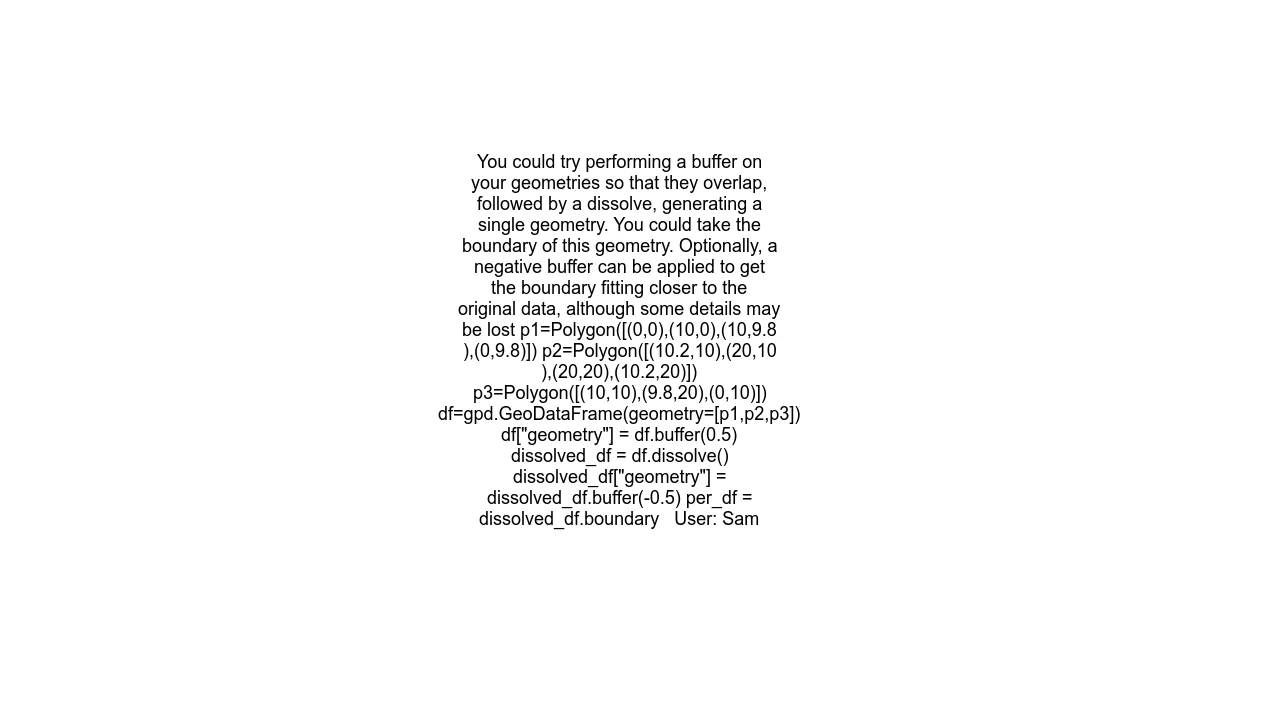 You could try performing a buffer on
your geometries so that they overlap,
followed by a dissolve, generating a
single geometry. You could take the
boundary of this geometry. Optionally, a
negative buffer can be applied to get
the boundary fitting closer to the
original data, although some details may
be lost p1=Polygon([(0,0),(10,0),(10,9.8
),(0,9.8)]) p2=Polygon([(10.2,10),(20,10
),(20,20),(10.2,20)])
p3=Polygon([(10,10),(9.8,20),(0,10)])
df=gpd.GeoDataFrame(geometry=[p1,p2,p3])
df["geometry"] = df.buffer(0.5)
dissolved_df = df.dissolve()
dissolved_df["geometry"] =
dissolved_df.buffer(-0.5) per_df =
dissolved_df.boundary   User: Sam